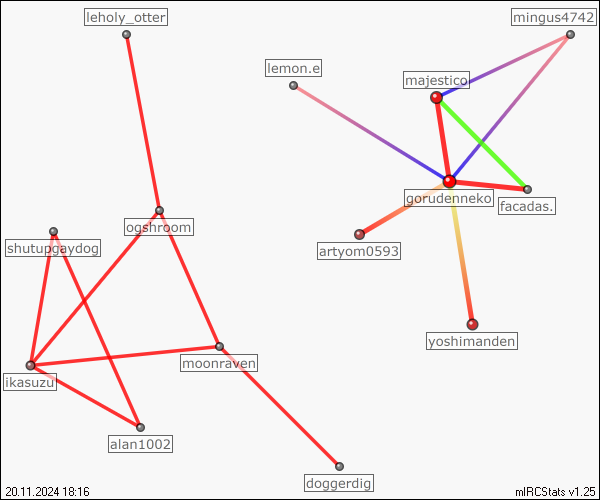 leholy_otter
mingus4742
lemon.e
majestico
gorudenneko
facadas.
ogshroom
shutupgaydog
artyom0593
yoshimanden
moonraven
ikasuzu
alan1002
doggerdig
20.11.2024 18:16
mIRCStats v1.25